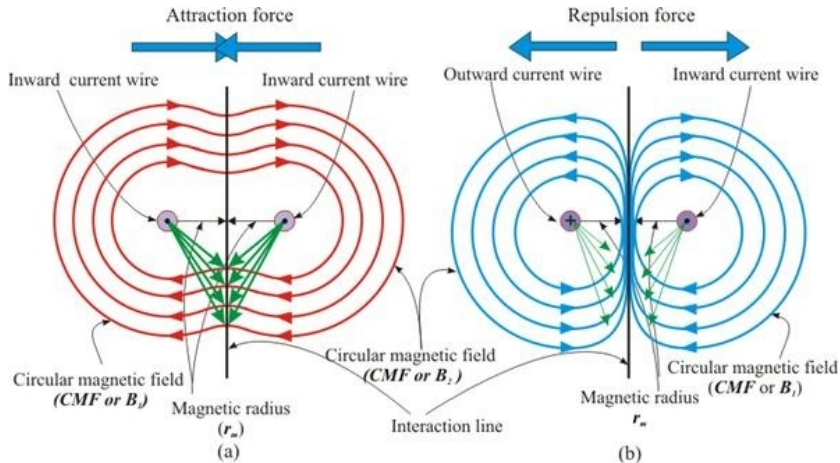 Attraction force
Repulsion force
Inward current wire
Inward current wire
Outward current wire
Inward current wire
+
Circular magnetic field
(CMF or B₁)
Circular magnetic field
(CMF or B₂ )
Circular magnetic field
(CMF or B₁)
Magnetic radius
(rₘ)
Interaction line
Magnetic radius
rₘ
(a)
(b)